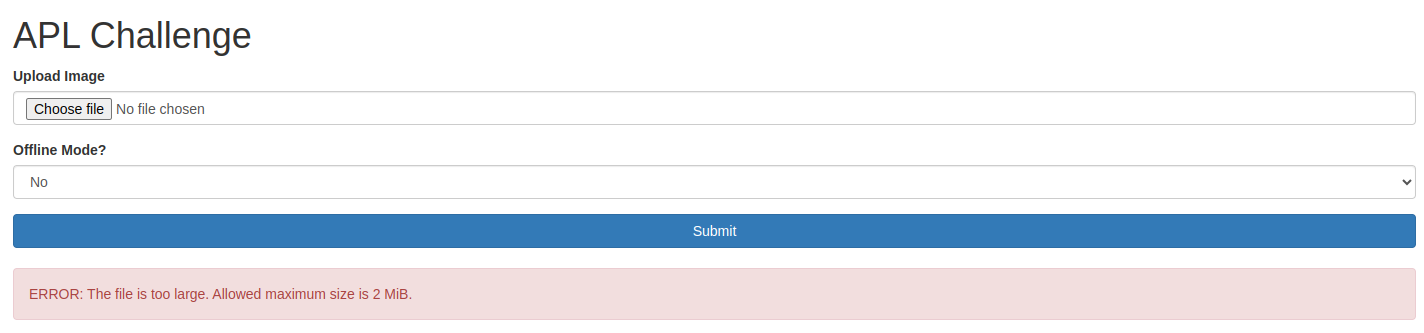 APL Challenge
Upload Image
Choose file No file chosen
Offline Mode?
No
Submit
ERROR: The file is too large. Allowed maximum size is 2 MiB.